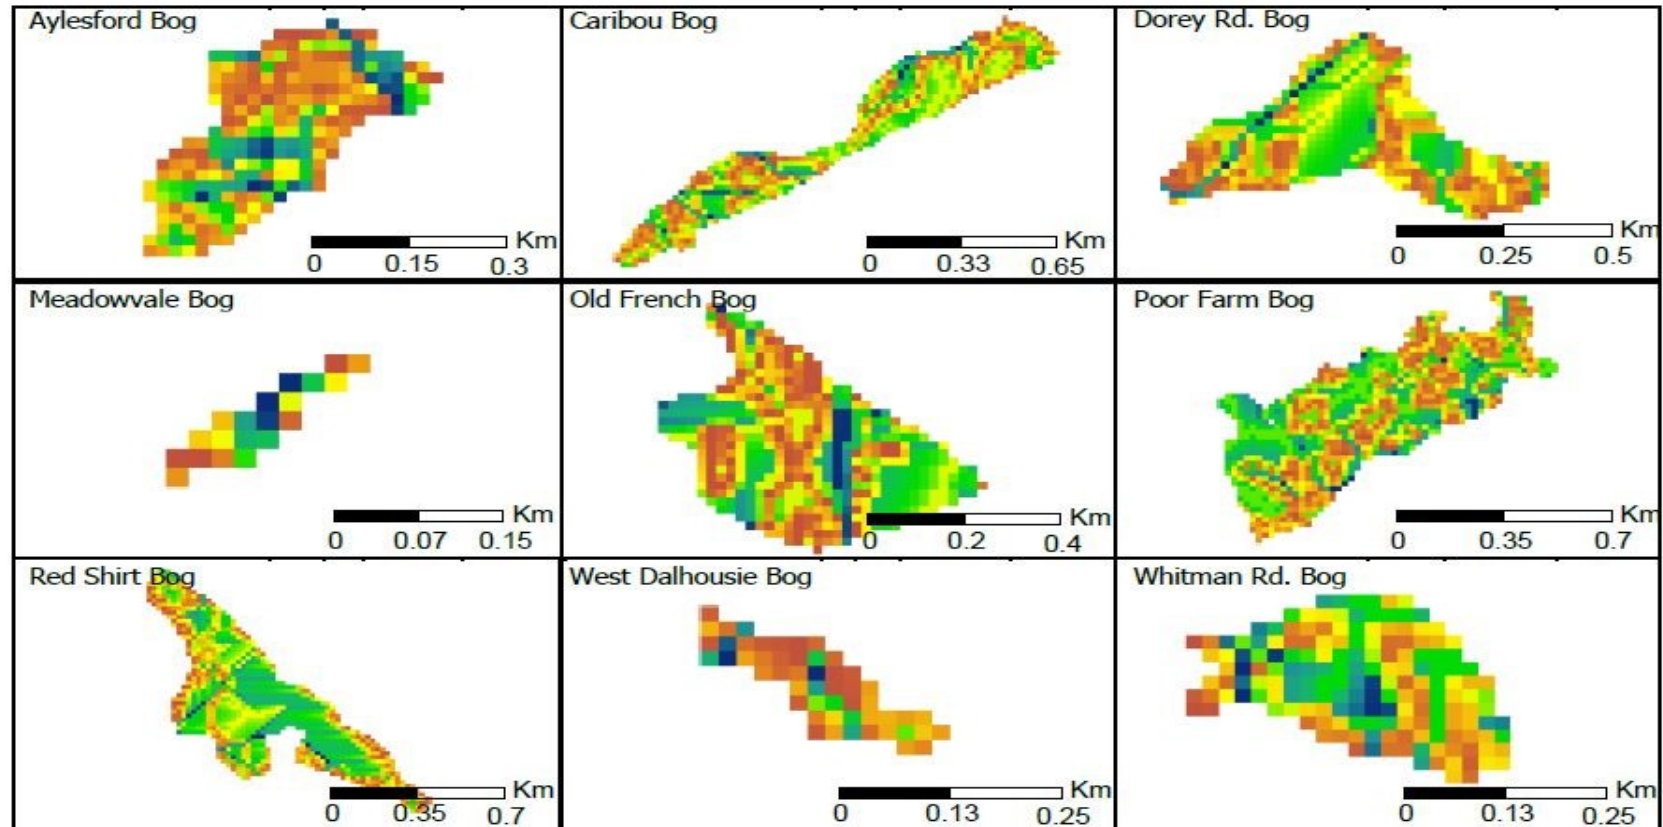 Aylesford Bog
Km
0 0.15 0.3
Caribou Bog
Km
0 0.33 0.65
Dorey Rd. Bog
Km
0 0.25 0.5
Meadowvale Bog
Km
0 0.07 0.15
Old French Bog
Km
0 0.2 0.4
Poor Farm Bog
Km
0 0.35 0.7
Red Shirt Bog
Km
0 0.35 0.7
West Dalhousie Bog
Km
0 0.13 0.25
Whitman Rd. Bog
Km
0 0.13 0.25